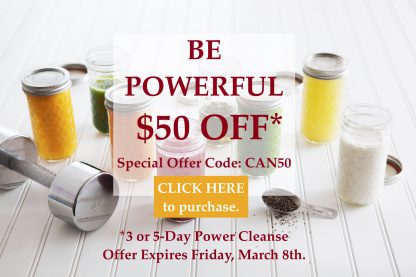 BE
POWERFUL
$50 OFF*
Special Offer Code: CAN50
CLICK HERE
to purchase.
*3 or 5-Day Power Cleanse
Offer Expires Friday, March 8th.